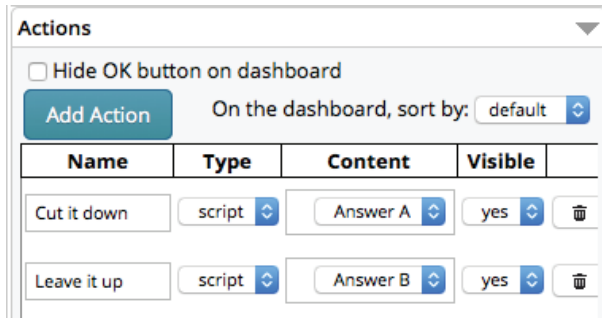 Actions
Hide OK button on dashboard
Add Action On the dashboard, sort by: default
Name Type Content Visible
Cut it down script Answer A yes
Leave it up script Answer B yes